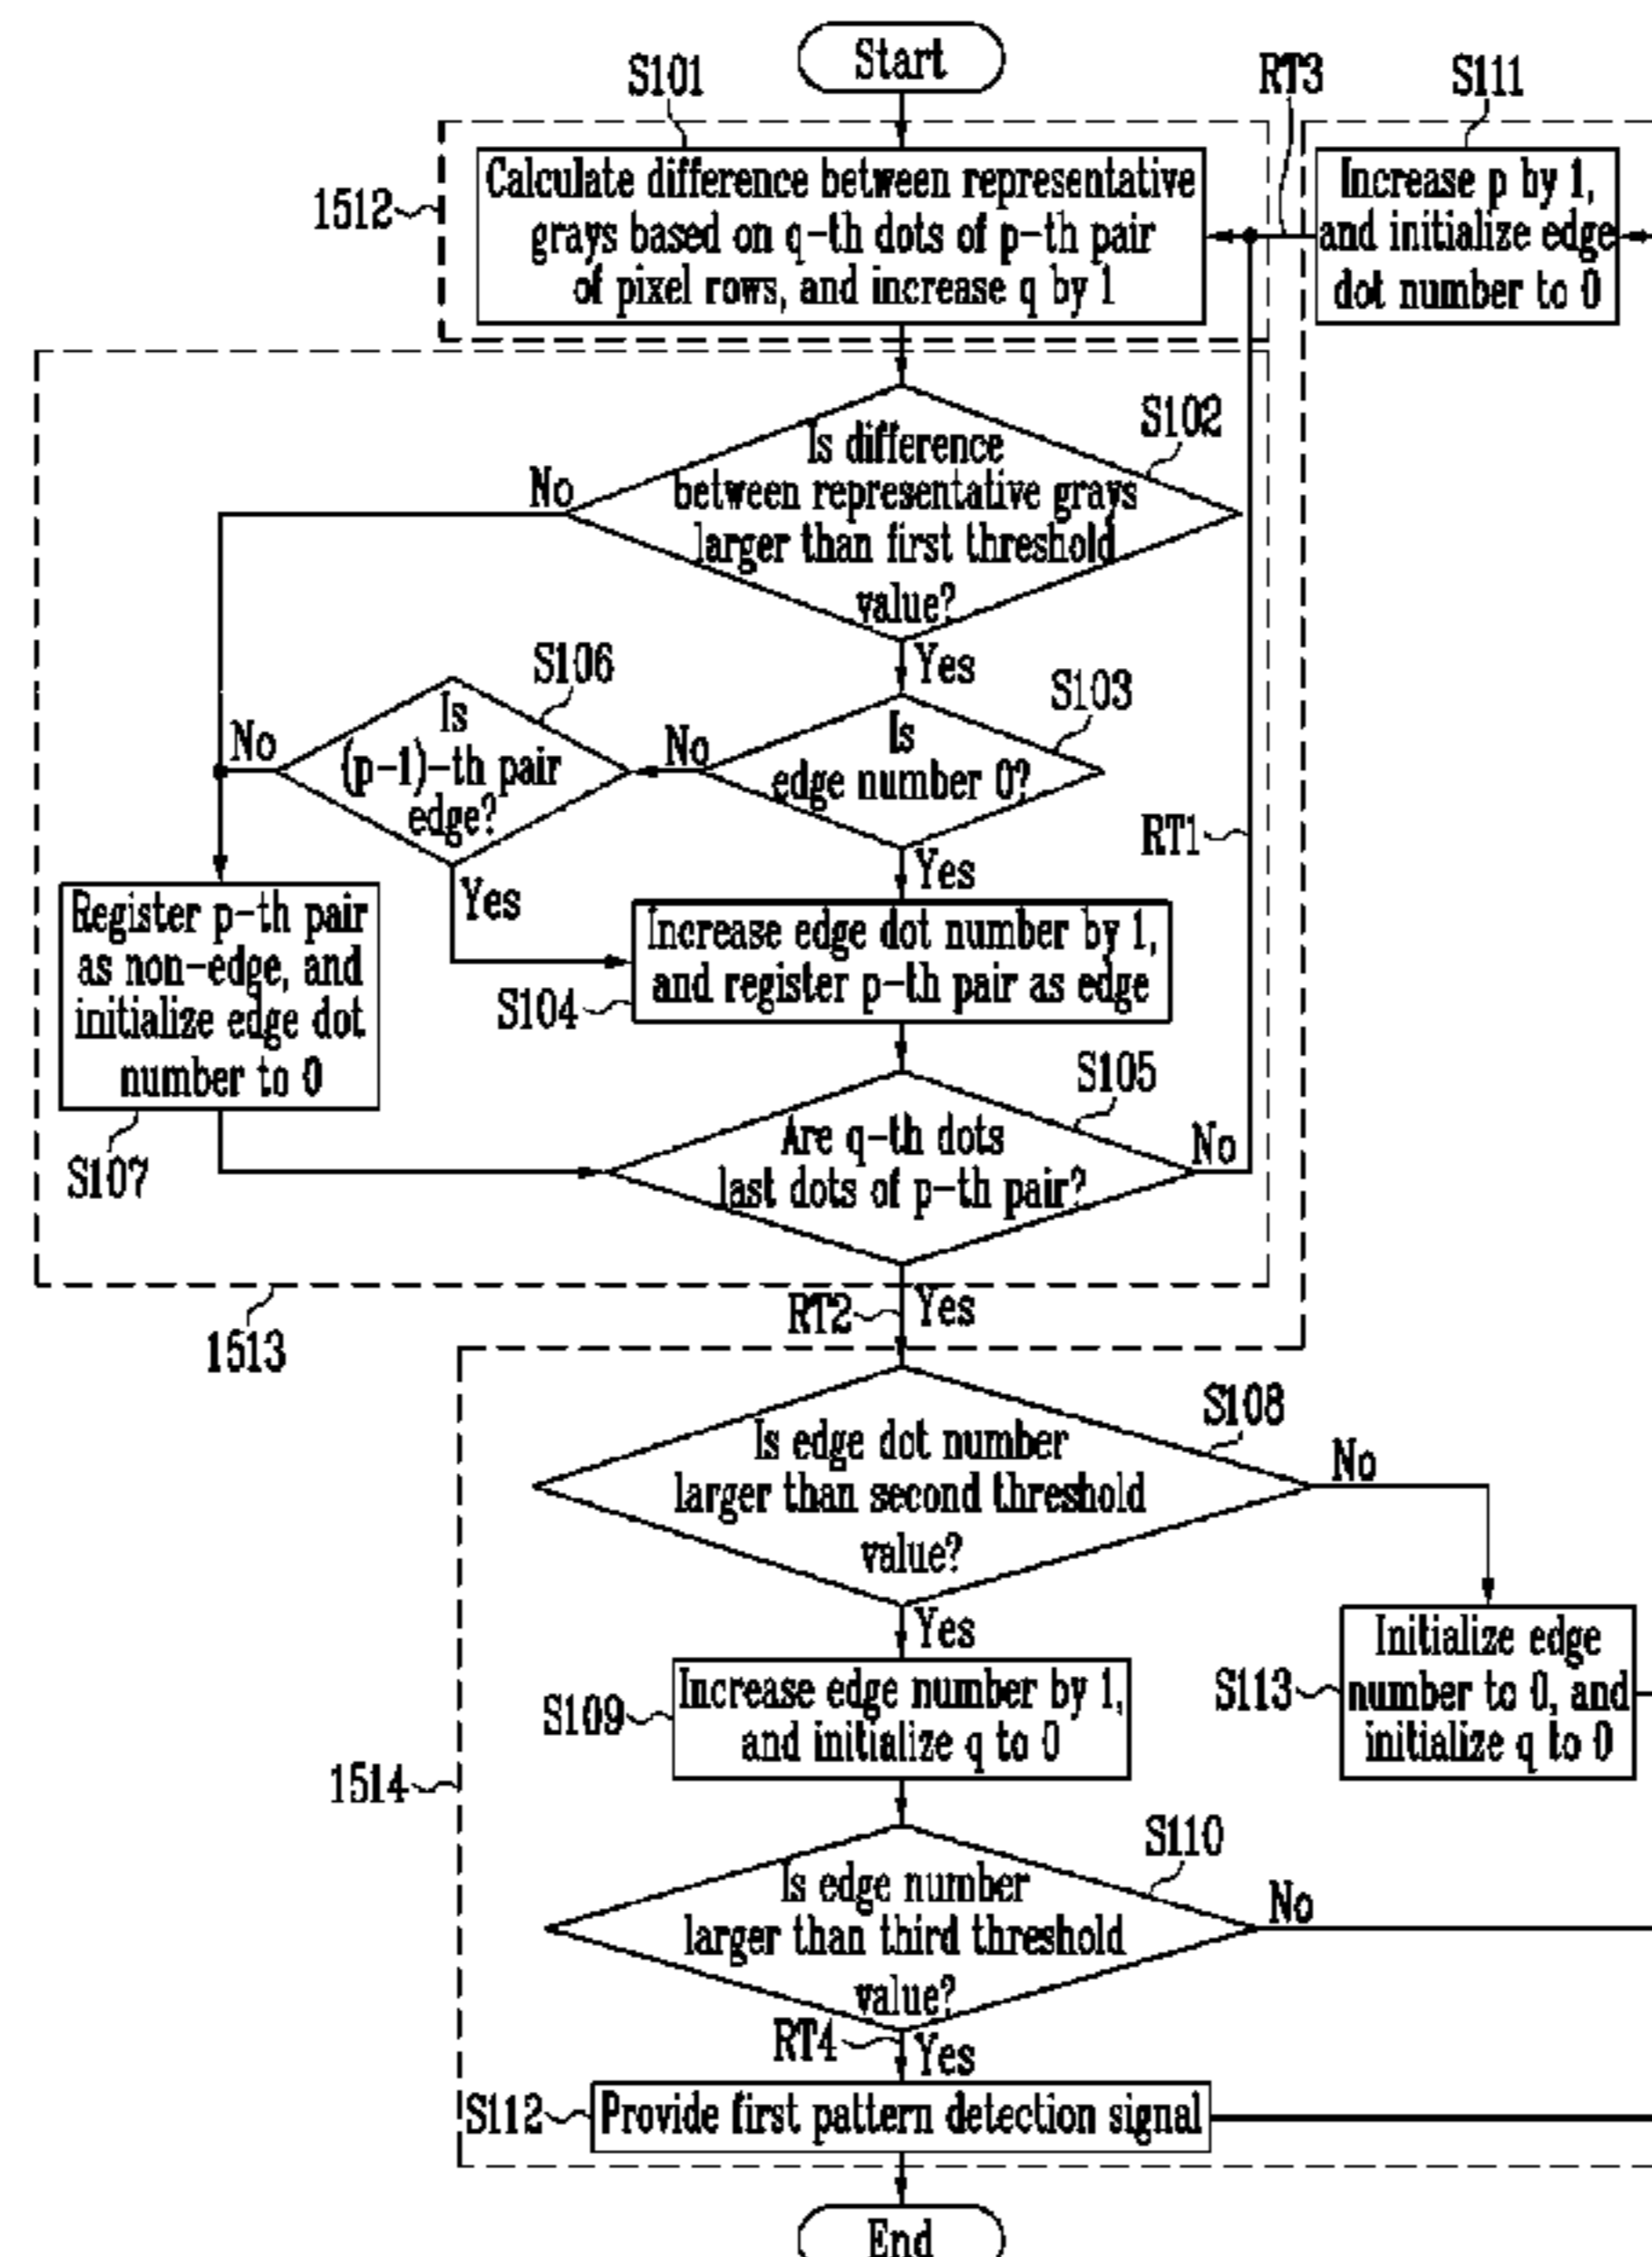 Start
S101
RT3
S111
1512
Calculate difference between representative
grays based on q-th dots of p-th pair
of pixel rows, and increase q by 1
Increase p by 1,
and initialize edge
dot number to 0
S102
Is difference
between representative grays
larger than first threshold
value?
No
Yes
S106
S103
Is
(p-1)-th pair
edge?
No
Is
edge number 0?
No
RT1
Yes
Yes
Register p-th pair
as non-edge, and
initialize edge dot
number to 0
Increase edge dot number by 1,
and register p-th pair as edge
S104
S105
S107
Are q-th dots
last dots of p-th pair?
No
RT2
Yes
1513
S108
Is edge dot number
larger than second threshold
value?
No
Yes
S109
Increase edge number by 1,
and initialize q to 0
S113
Initialize edge
number to 0, and
initialize q to 0
1514
S110
Is edge number
larger than third threshold
value?
No
RT4
Yes
S112
Provide first pattern detection signal
End